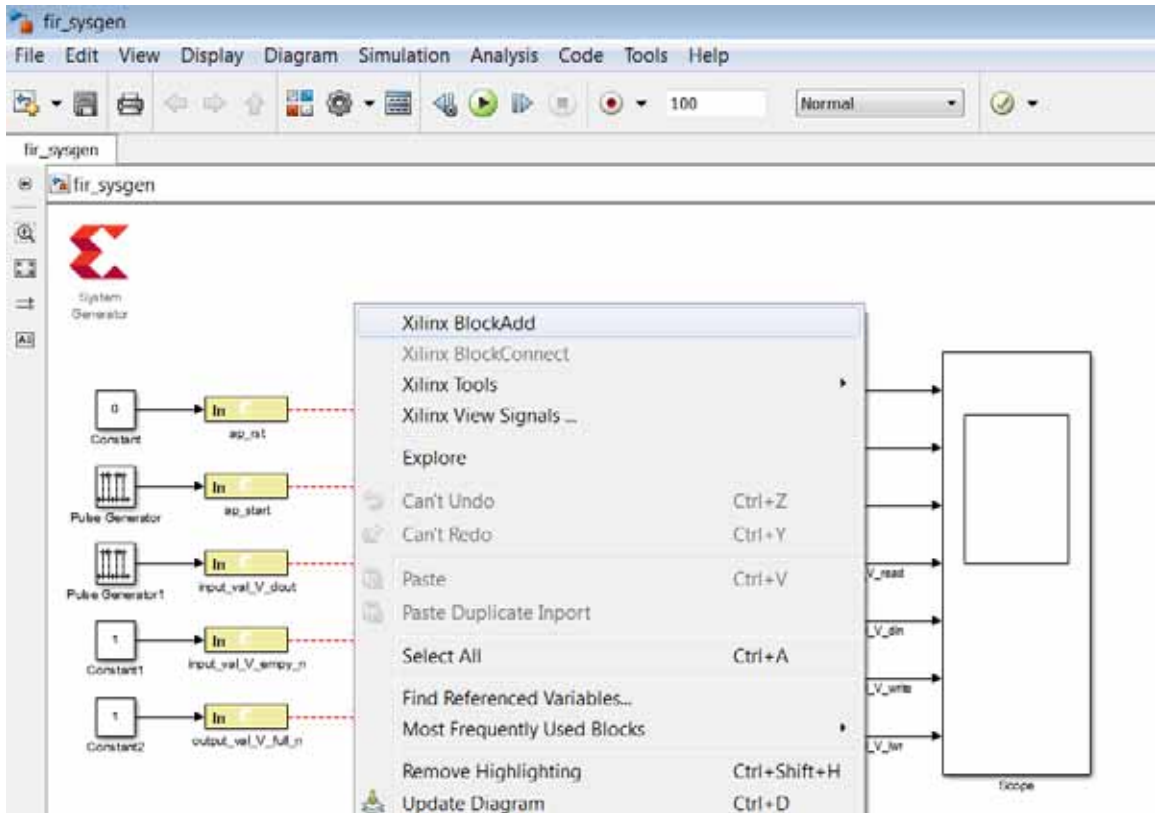 fir_sysgen
File Edit View Display Diagram Simulation Analysis Code Tools Help
100 Normal
fir_sysgen
fir_sysgen
System
Generator
Xilinx BlockAdd
Xilinx BlockConnect
Xilinx Tools
Xilinx View Signals ...
Explore
Can't Undo Ctrl+Z
Can't Redo Ctrl+Y
Paste Ctrl+V
Paste Duplicate Inport
Select All Ctrl+A
Find Referenced Variables...
Most Frequently Used Blocks
Remove Highlighting Ctrl+Shift+H
Update Diagram Ctrl+D
0 In
Constant ap_rst
In
Pulse Generator ap_start
In
Pulse Generator1 input_val_V_dout
1 In
Constant1 input_val_V_empy_n
1 In
Constant2 output_val_V_full_n
V_read
_V_din
_V_write
Scope